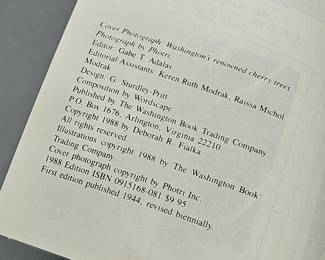 Cover Photograph: Washington's renowned cherry trees
Photograph by Photri.
Editor: Gabe T. Adalas
Editorial Assistants: Keren Ruth Modrak, Raissa Michol
Modrak
Design: G. Sturdley-Pritt
Composition by Wordscape
Published by The Washington Book Trading Company,
P.O. Box 1676, Arlington, Virginia 22210
Copyright 1988 by Deborah R. Fialka
All rights reserved
Illustrations copyright 1988 by The Washington Book
Trading Company
Cover photograph copyright by Photri Inc.
1988 Edition ISBN 0915168-081 $9.95
First edition published 1944, revised biennially.